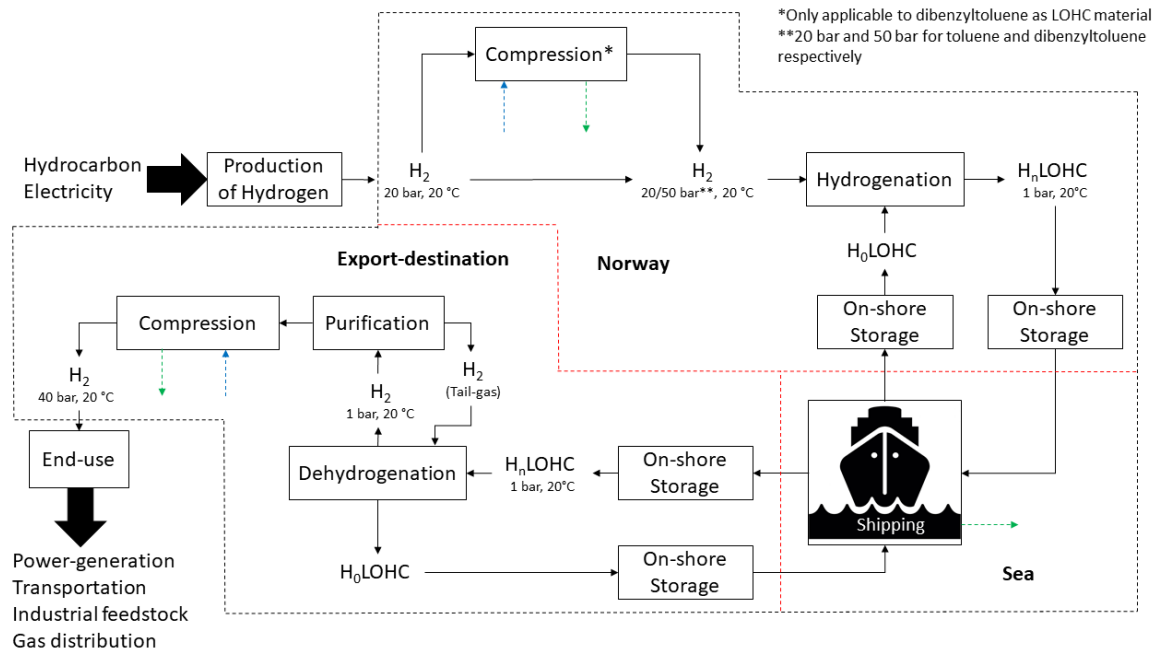 *Only applicable to dibenzyltoluene as LOHC material
**20 bar and 50 bar for toluene and dibenzyltoluene
respectively
Compression*
Hydrocarbon
Electricity
Production
of Hydrogen
H₂
20 bar, 20 °C
H₂
20/50 bar**, 20 °C
Hydrogenation
HₙLOHC
1 bar, 20°C
Export-destination
Norway
H₀LOHC
On-shore
Storage
On-shore
Storage
Compression
Purification
H₂
40 bar, 20 °C
H₂
1 bar, 20 °C
H₂
(Tail-gas)
End-use
Dehydrogenation
HₙLOHC
1 bar, 20°C
On-shore
Storage
Shipping
H₀LOHC
On-shore
Storage
Sea
Power-generation
Transportation
Industrial feedstock
Gas distribution